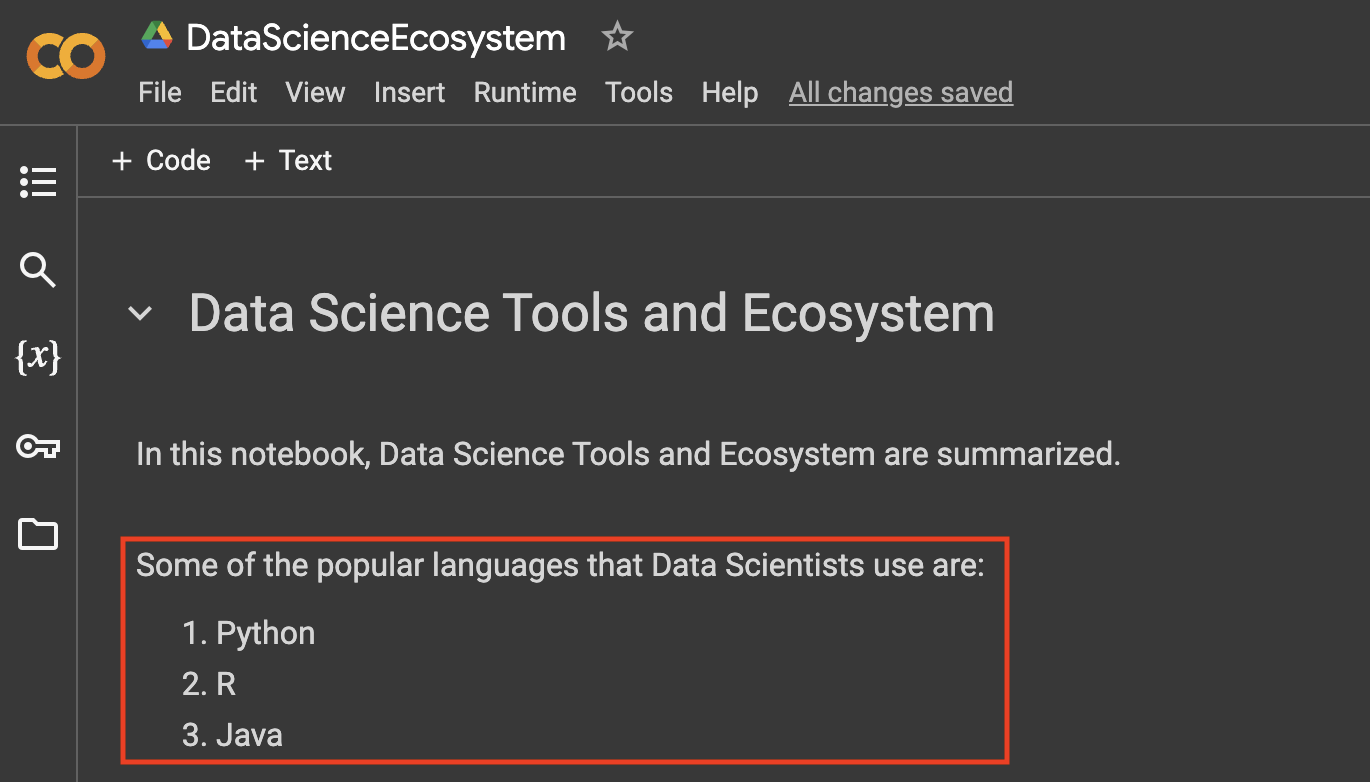 DataScienceEcosystem
File Edit View Insert Runtime Tools Help All changes saved
+ Code + Text
{x}
Data Science Tools and Ecosystem
In this notebook, Data Science Tools and Ecosystem are summarized.
Some of the popular languages that Data Scientists use are:
1. Python
2. R
3. Java